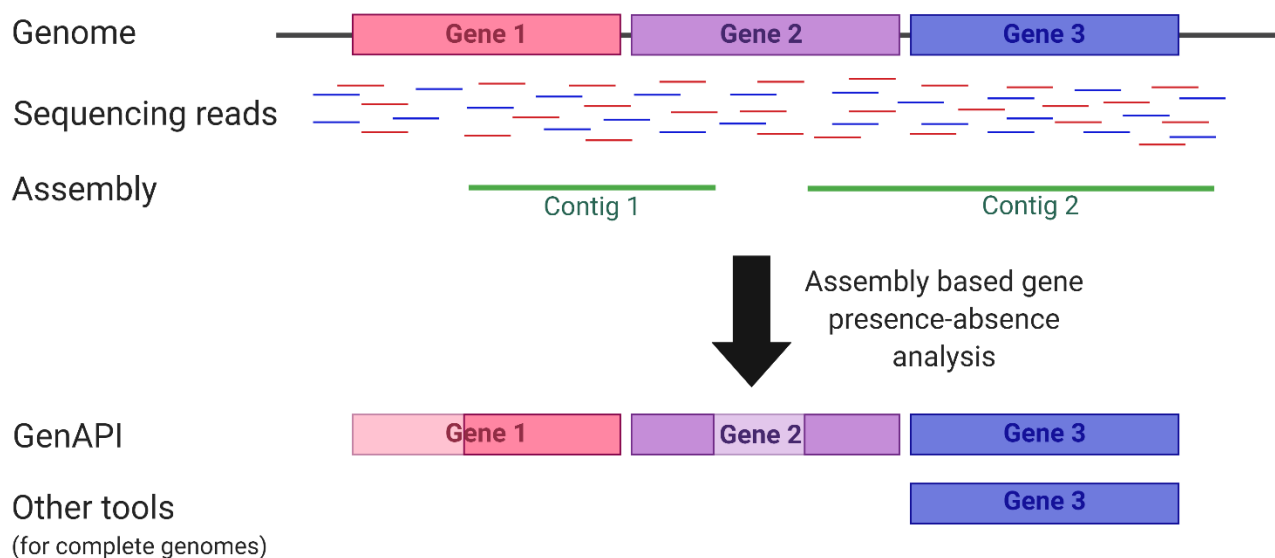 Genome
Gene 1
Gene 2
Gene 3
Sequencing reads
Assembly
Contig 1
Contig 2
Assembly based gene
presence-absence
analysis
GenAPI
Gene 1
Gene 2
Gene 3
Other tools
(for complete genomes)
Gene 3